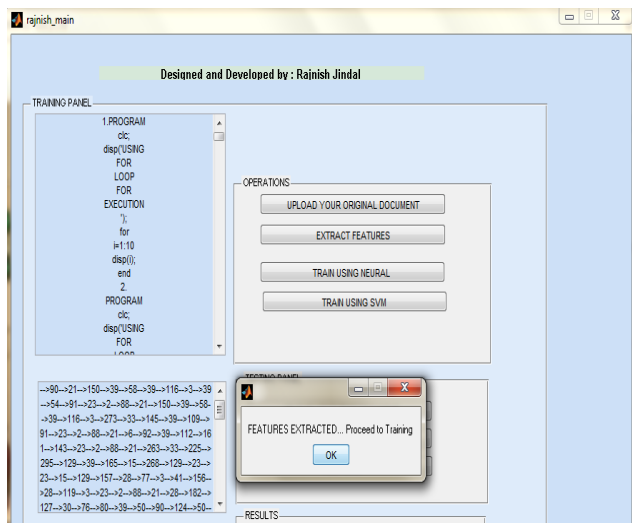 rajnish_main
Designed and Developed by : Rajnish Jindal
TRAINING PANEL
1.PROGRAM
clc;
disp('USING
FOR
LOOP
FOR
EXECUTION
');
for
i=1:10
disp(i);
end
2.
PROGRAM
clc;
disp('USING
FOR
LOOP
OPERATIONS
UPLOAD YOUR ORIGINAL DOCUMENT
EXTRACT FEATURES
TRAIN USING NEURAL
TRAIN USING SVM
-->90-->21-->150-->39-->58-->39-->116-->3-->39
-->54-->91-->23-->2-->88-->21-->150-->39-->58-
->39-->116-->3-->273-->33-->145-->39-->109-->
91-->23-->2-->88-->21-->6-->92-->39-->112-->16
1-->143-->23-->2-->88-->21-->263-->33-->225-->
295-->129-->39-->165-->15-->268-->129-->23-->
23-->15-->129-->157-->28-->77-->3-->41-->156--
>28-->119-->3-->23-->2-->88-->21-->28-->182-->
127-->30-->76-->80-->39-->50-->90-->124-->50--
TESTING PANEL
FEATURES EXTRACTED... Proceed to Training
OK
RESULTS